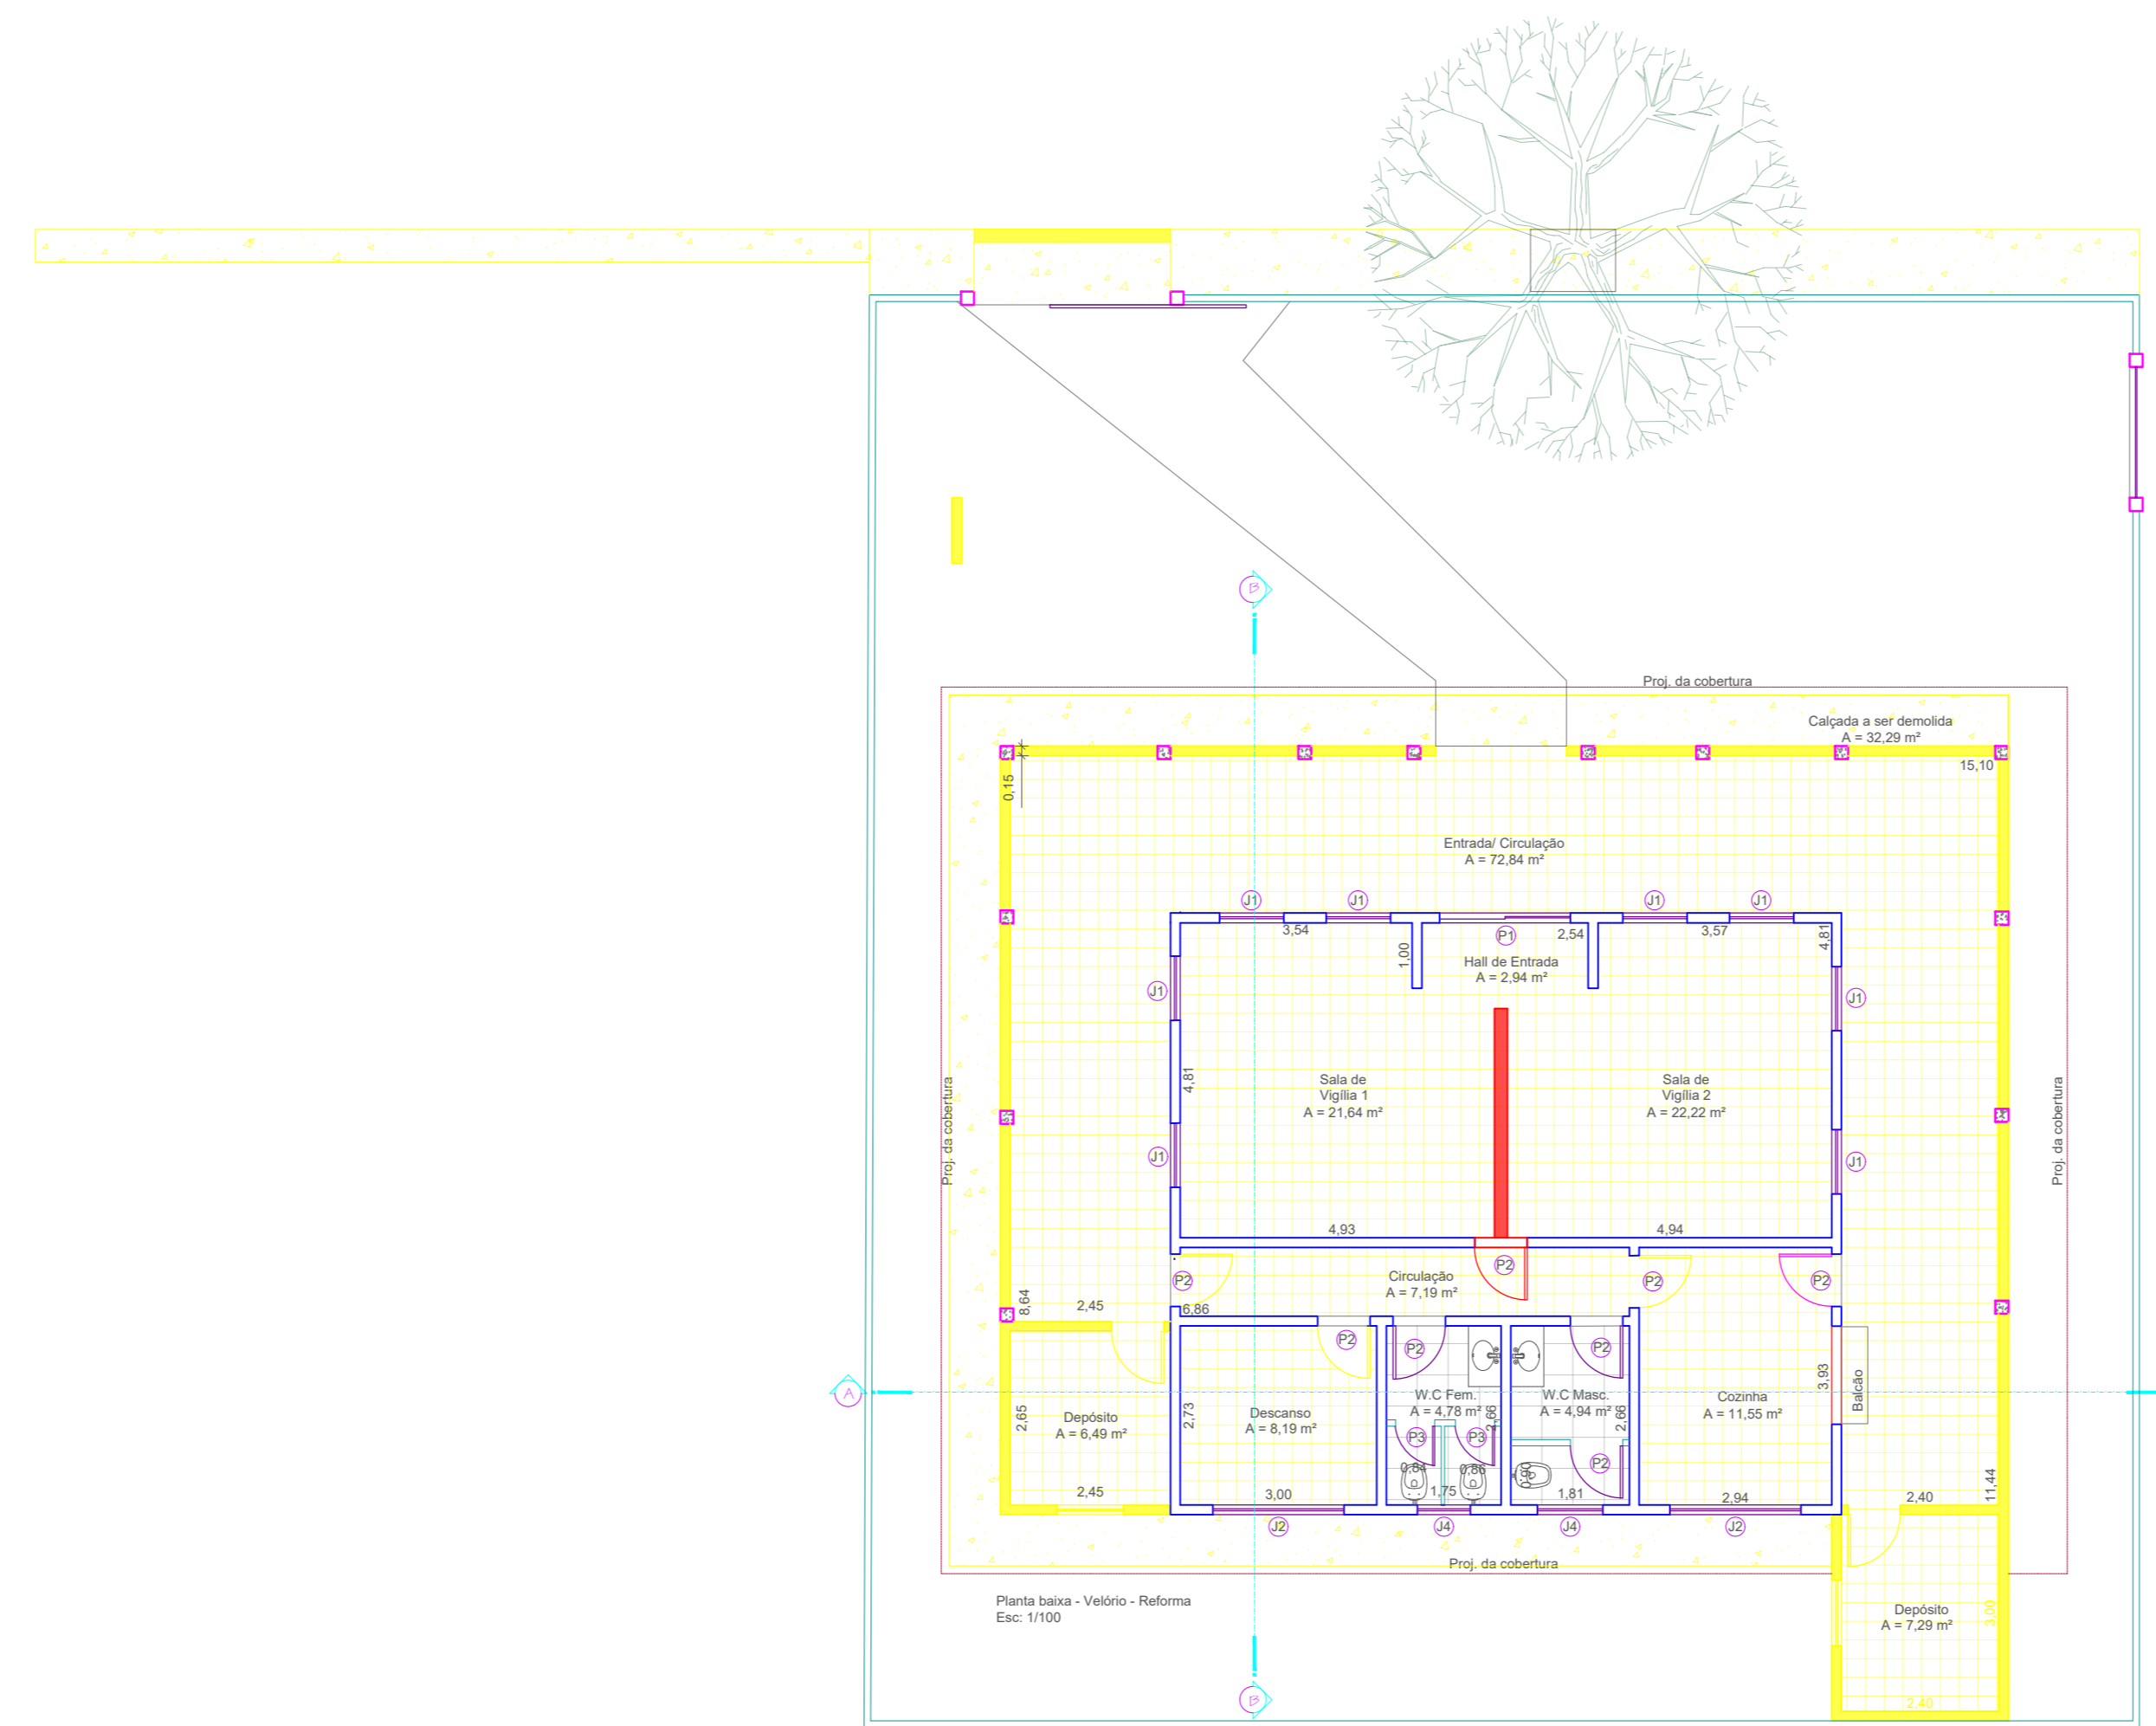 B
Proj. da cobertura
Calçada a ser demolida
A = 32,29 m²
15,10
0,15
Entrada/ Circulação
A = 72,84 m²
J1
J1
J1
J1
3,54
P1
2,54
3,57
4,81
1,00
Hall de Entrada
A = 2,94 m²
J1
J1
Sala de
Vigília 1
A = 21,64 m²
Sala de
Vigília 2
A = 22,22 m²
4,81
Proj. da cobertura
Proj. da cobertura
J1
J1
4,93
4,94
P2
Circulação
A = 7,19 m²
P2
P2
P2
8,64
2,45
6,86
P2
P2
P2
A
2,65
Depósito
A = 6,49 m²
2,73
Descanso
A = 8,19 m²
W.C Fem.
A = 4,78 m²
2,66
W.C Masc.
A = 4,94 m²
2,66
Cozinha
A = 11,55 m²
3,93
Balcão
P3
P3
P2
0,84
0,86
0,90
2,45
3,00
1,75
1,81
2,94
2,40
11,44
J2
J4
J4
J2
Proj. da cobertura
Planta baixa - Velório - Reforma
Esc: 1/100
Depósito
A = 7,29 m²
3,00
2,40
B